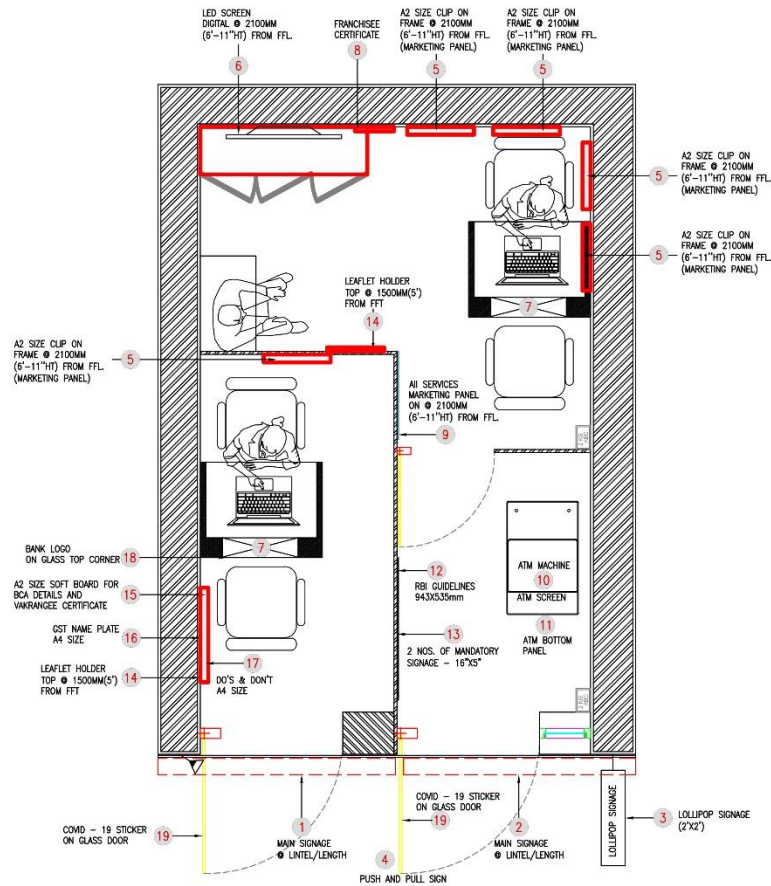 LED SCREEN
DIGITAL @ 2100MM
(6'-11"HT) FROM FFL.
6
FRANCHISEE
CERTIFICATE
8
A2 SIZE CLIP ON
FRAME @ 2100MM
(6'-11"HT) FROM FFL.
(MARKETING PANEL)
5
A2 SIZE CLIP ON
FRAME @ 2100MM
(6'-11"HT) FROM FFL.
(MARKETING PANEL)
5
A2 SIZE CLIP ON
FRAME @ 2100MM
(6'-11"HT) FROM FFL.
(MARKETING PANEL)
5
A2 SIZE CLIP ON
FRAME @ 2100MM
(6'-11"HT) FROM FFL.
(MARKETING PANEL)
5
7
LEAFLET HOLDER
TOP @ 1500MM(5')
FROM FFT
14
A2 SIZE CLIP ON
FRAME @ 2100MM
(6'-11"HT) FROM FFL.
(MARKETING PANEL)
5
All SERVICES
MARKETING PANEL
ON @ 2100MM
(6'-11"HT) FROM FFL.
9
7
BANK LOGO
ON GLASS TOP CORNER
18
A2 SIZE SOFT BOARD FOR
BCA DETAILS AND
VAKRANGEE CERTIFICATE
15
GST NAME PLATE
A4 SIZE
16
LEAFLET HOLDER
TOP @ 1500MM(5')
FROM FFT
14
17
DO'S & DON'T
A4 SIZE
12
RBI GUIDELINES
943X535mm
13
2 NOS. OF MANDATORY
SIGNAGE - 16"X5"
ATM MACHINE
10
ATM SCREEN
11
ATM BOTTOM
PANEL
COVID - 19 STICKER
ON GLASS DOOR
19
1
MAIN SIGNAGE
@ LINTEL/LENGTH
COVID - 19 STICKER
ON GLASS DOOR
19
4
PUSH AND PULL SIGN
2
MAIN SIGNAGE
@ LINTEL/LENGTH
LOLLIPOP SIGNAGE
3
LOLLIPOP SIGNAGE
(2'X2')